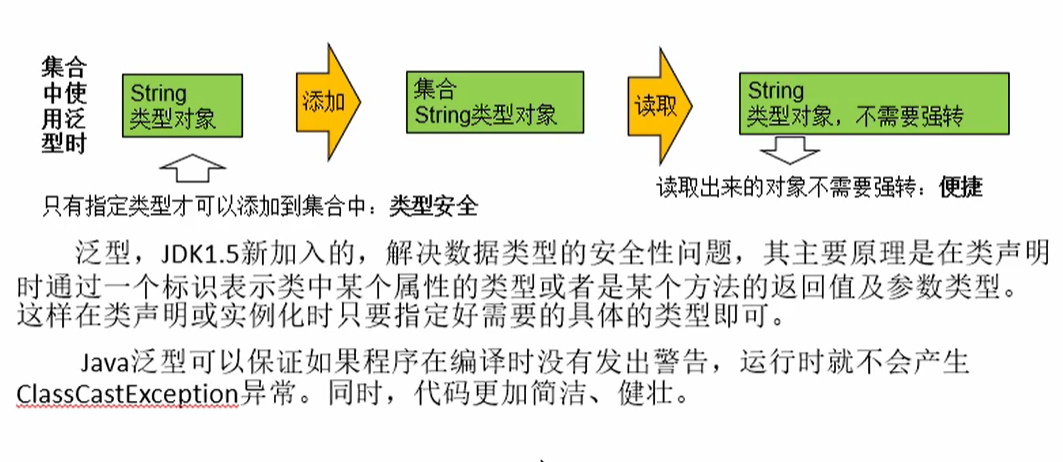 集合
中使
用泛
型时
String
类型对象
添加
集合
String类型对象
读取
String
类型对象，不需要强转
只有指定类型才可以添加到集合中：类型安全
读取出来的对象不需要强转：便捷
泛型，JDK1.5新加入的，解决数据类型的安全性问题，其主要原理是在类声明
时通过一个标识表示类中某个属性的类型或者是某个方法的返回值及参数类型。
这样在类声明或实例化时只要指定好需要的具体的类型即可。
Java泛型可以保证如果程序在编译时没有发出警告，运行时就不会产生
ClassCastException异常。同时，代码更加简洁、健壮。